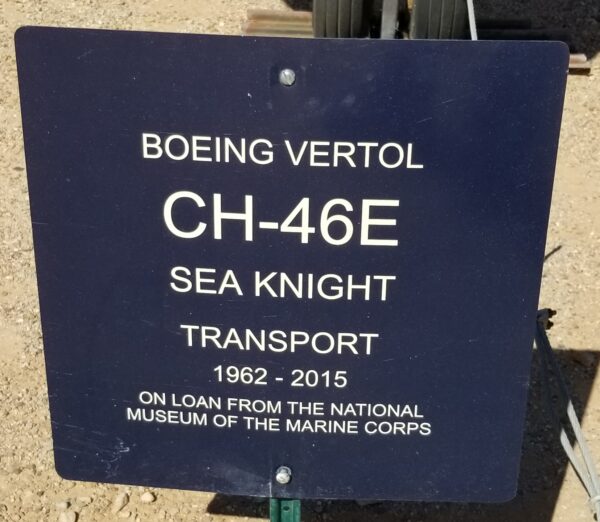 BOEING VERTOL
CH-46E
SEA KNIGHT
TRANSPORT
1962 - 2015
ON LOAN FROM THE NATIONAL
MUSEUM OF THE MARINE CORPS